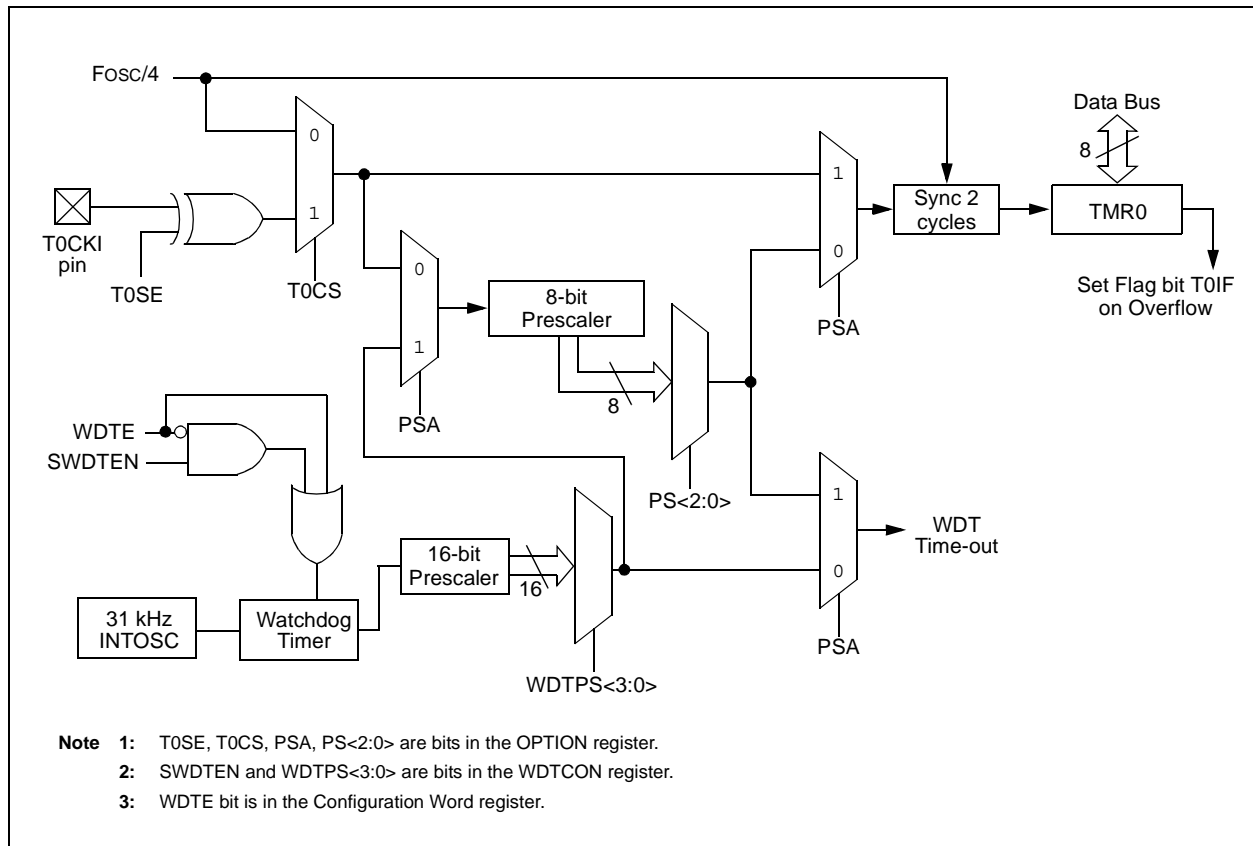 FOSC/4
0
1
T0CKI
pin
T0SE
T0CS
0
1
PSA
8-bit
Prescaler
8
PS<2:0>
1
0
PSA
Sync 2
cycles
Data Bus
8
TMR0
Set Flag bit T0IF
on Overflow
WDTE
SWDTEN
31 kHz
INTOSC
Watchdog
Timer
16-bit
Prescaler
16
WDTPS<3:0>
1
0
PSA
WDT
Time-out
Note 1: T0SE, T0CS, PSA, PS<2:0> are bits in the OPTION register.
2: SWDTEN and WDTPS<3:0> are bits in the WDTCON register.
3: WDTE bit is in the Configuration Word register.